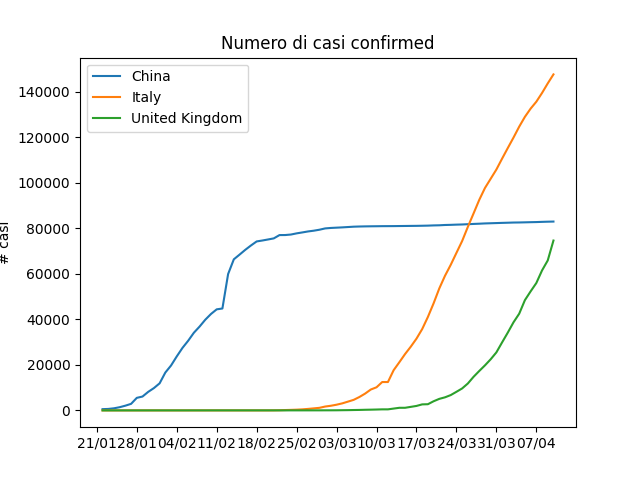 Numero di casi confirmed
China
Italy
United Kingdom
140000
120000
100000
80000
60000
40000
20000
0
# casi
21/01 28/01 04/02 11/02 18/02 25/02 03/03 10/03 17/03 24/03 31/03 07/04